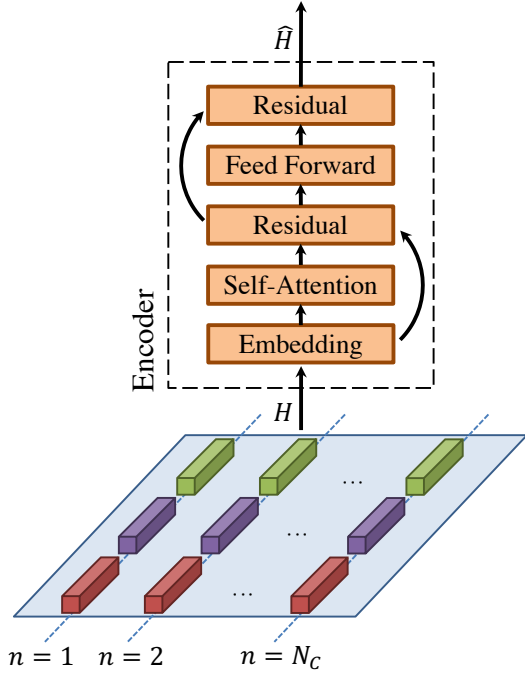 Ĥ
Residual
Feed Forward
Residual
Self-Attention
Embedding
Encoder
H
...
...
...
n = 1
n = 2
n = N_C